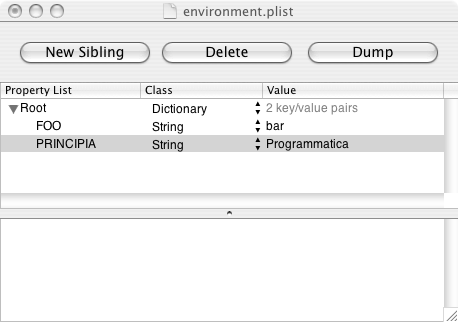 environment.plist
New Sibling Delete Dump
Property List Class Value
Root Dictionary 2 key/value pairs
FOO String bar
PRINCIPIA String Programmatica